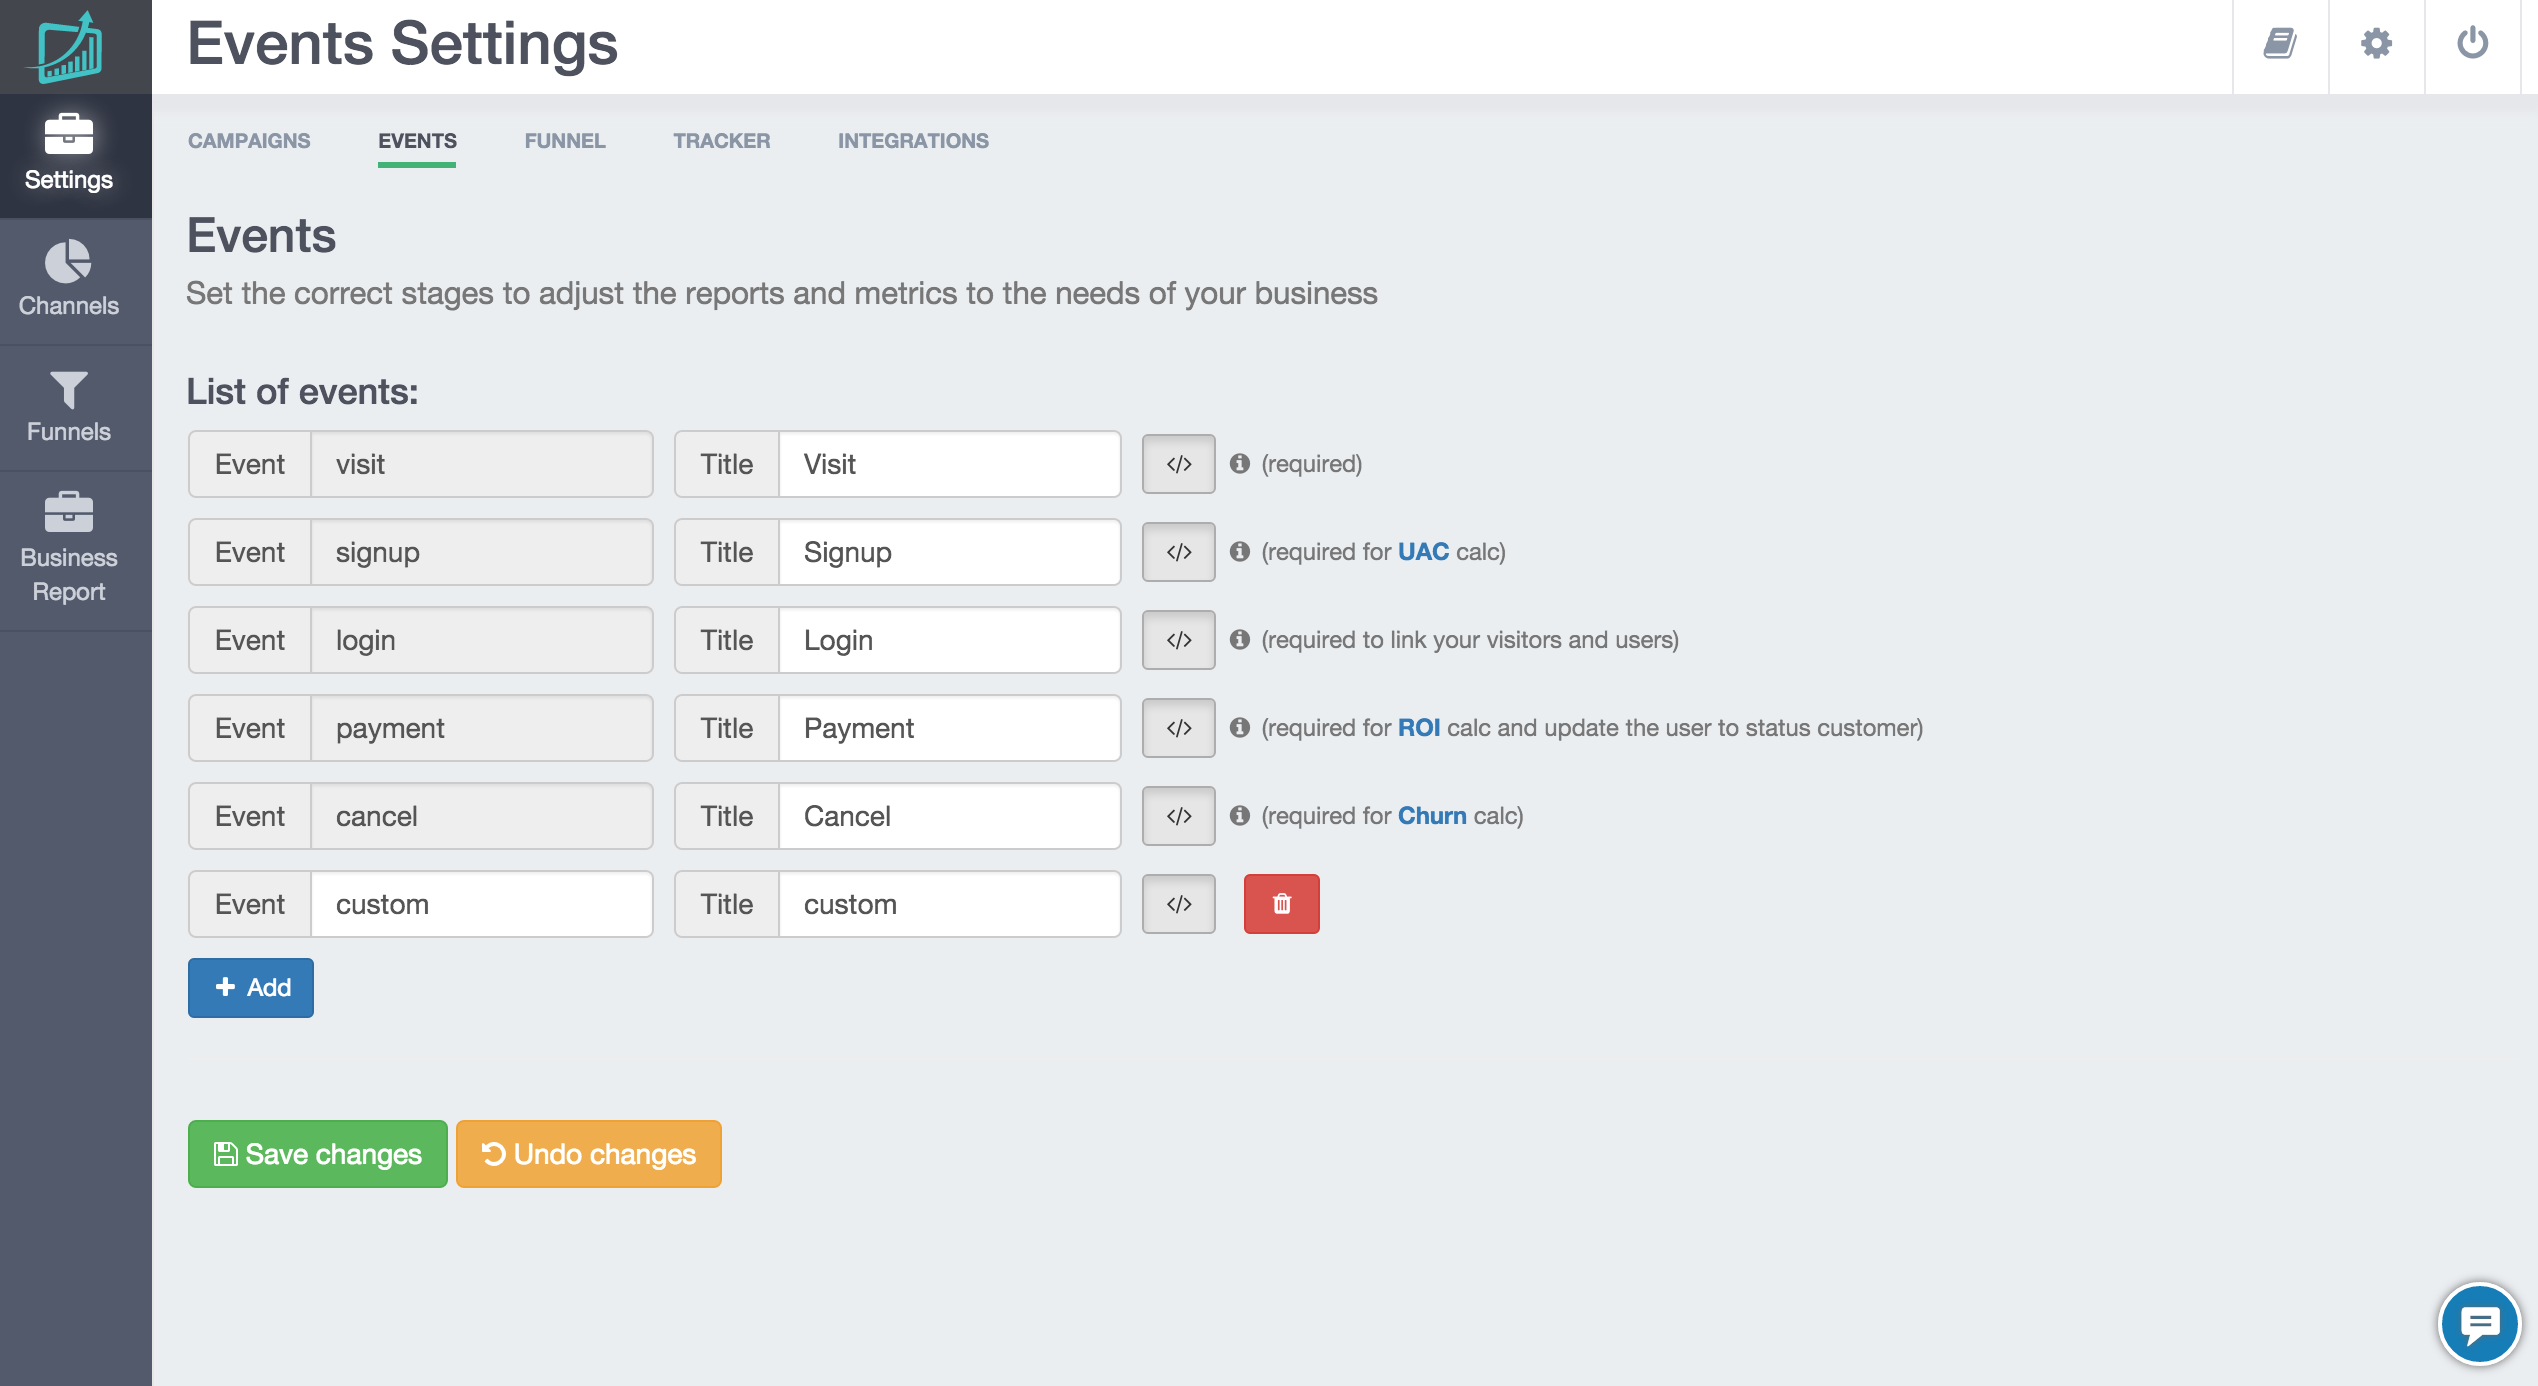 Events Settings
Settings
Channels
Funnels
Business
Report
CAMPAIGNS EVENTS FUNNEL TRACKER INTEGRATIONS
Events
Set the correct stages to adjust the reports and metrics to the needs of your business
List of events:
Event visit Title Visit </> (required)
Event signup Title Signup </> (required for UAC calc)
Event login Title Login </> (required to link your visitors and users)
Event payment Title Payment </> (required for ROI calc and update the user to status customer)
Event cancel Title Cancel </> (required for Churn calc)
Event custom Title custom </>
+ Add
Save changes Undo changes